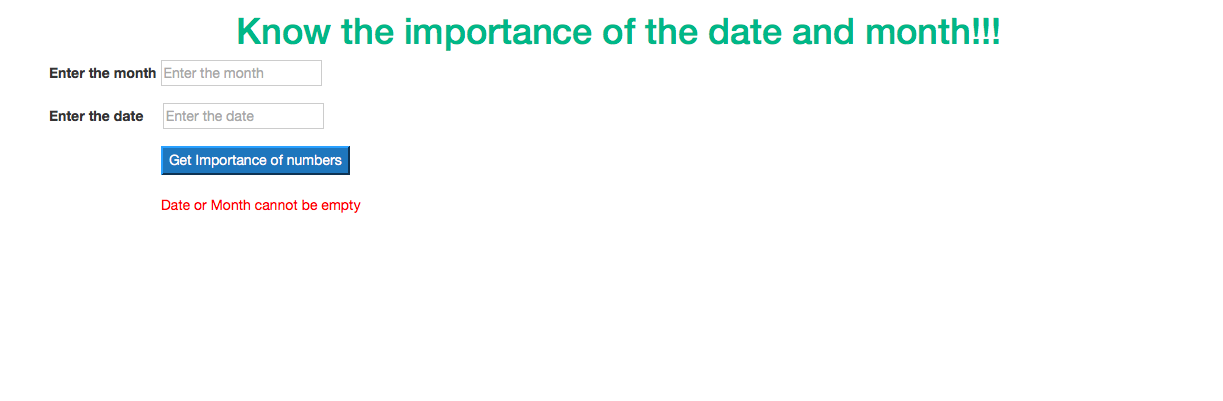 Know the importance of the date and month!!!
Enter the month Enter the month
Enter the date Enter the date
Get Importance of numbers
Date or Month cannot be empty